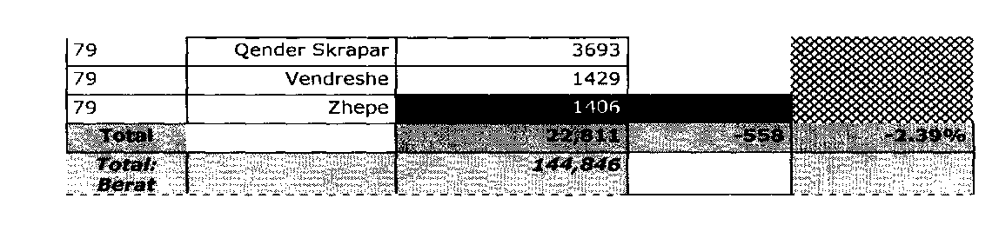 79 Qender Skrapar 3693
79 Vendreshe 1429
79 Zhepe 1406
Total 22,811 -558 -2.39%
Total: 144,846
Berat